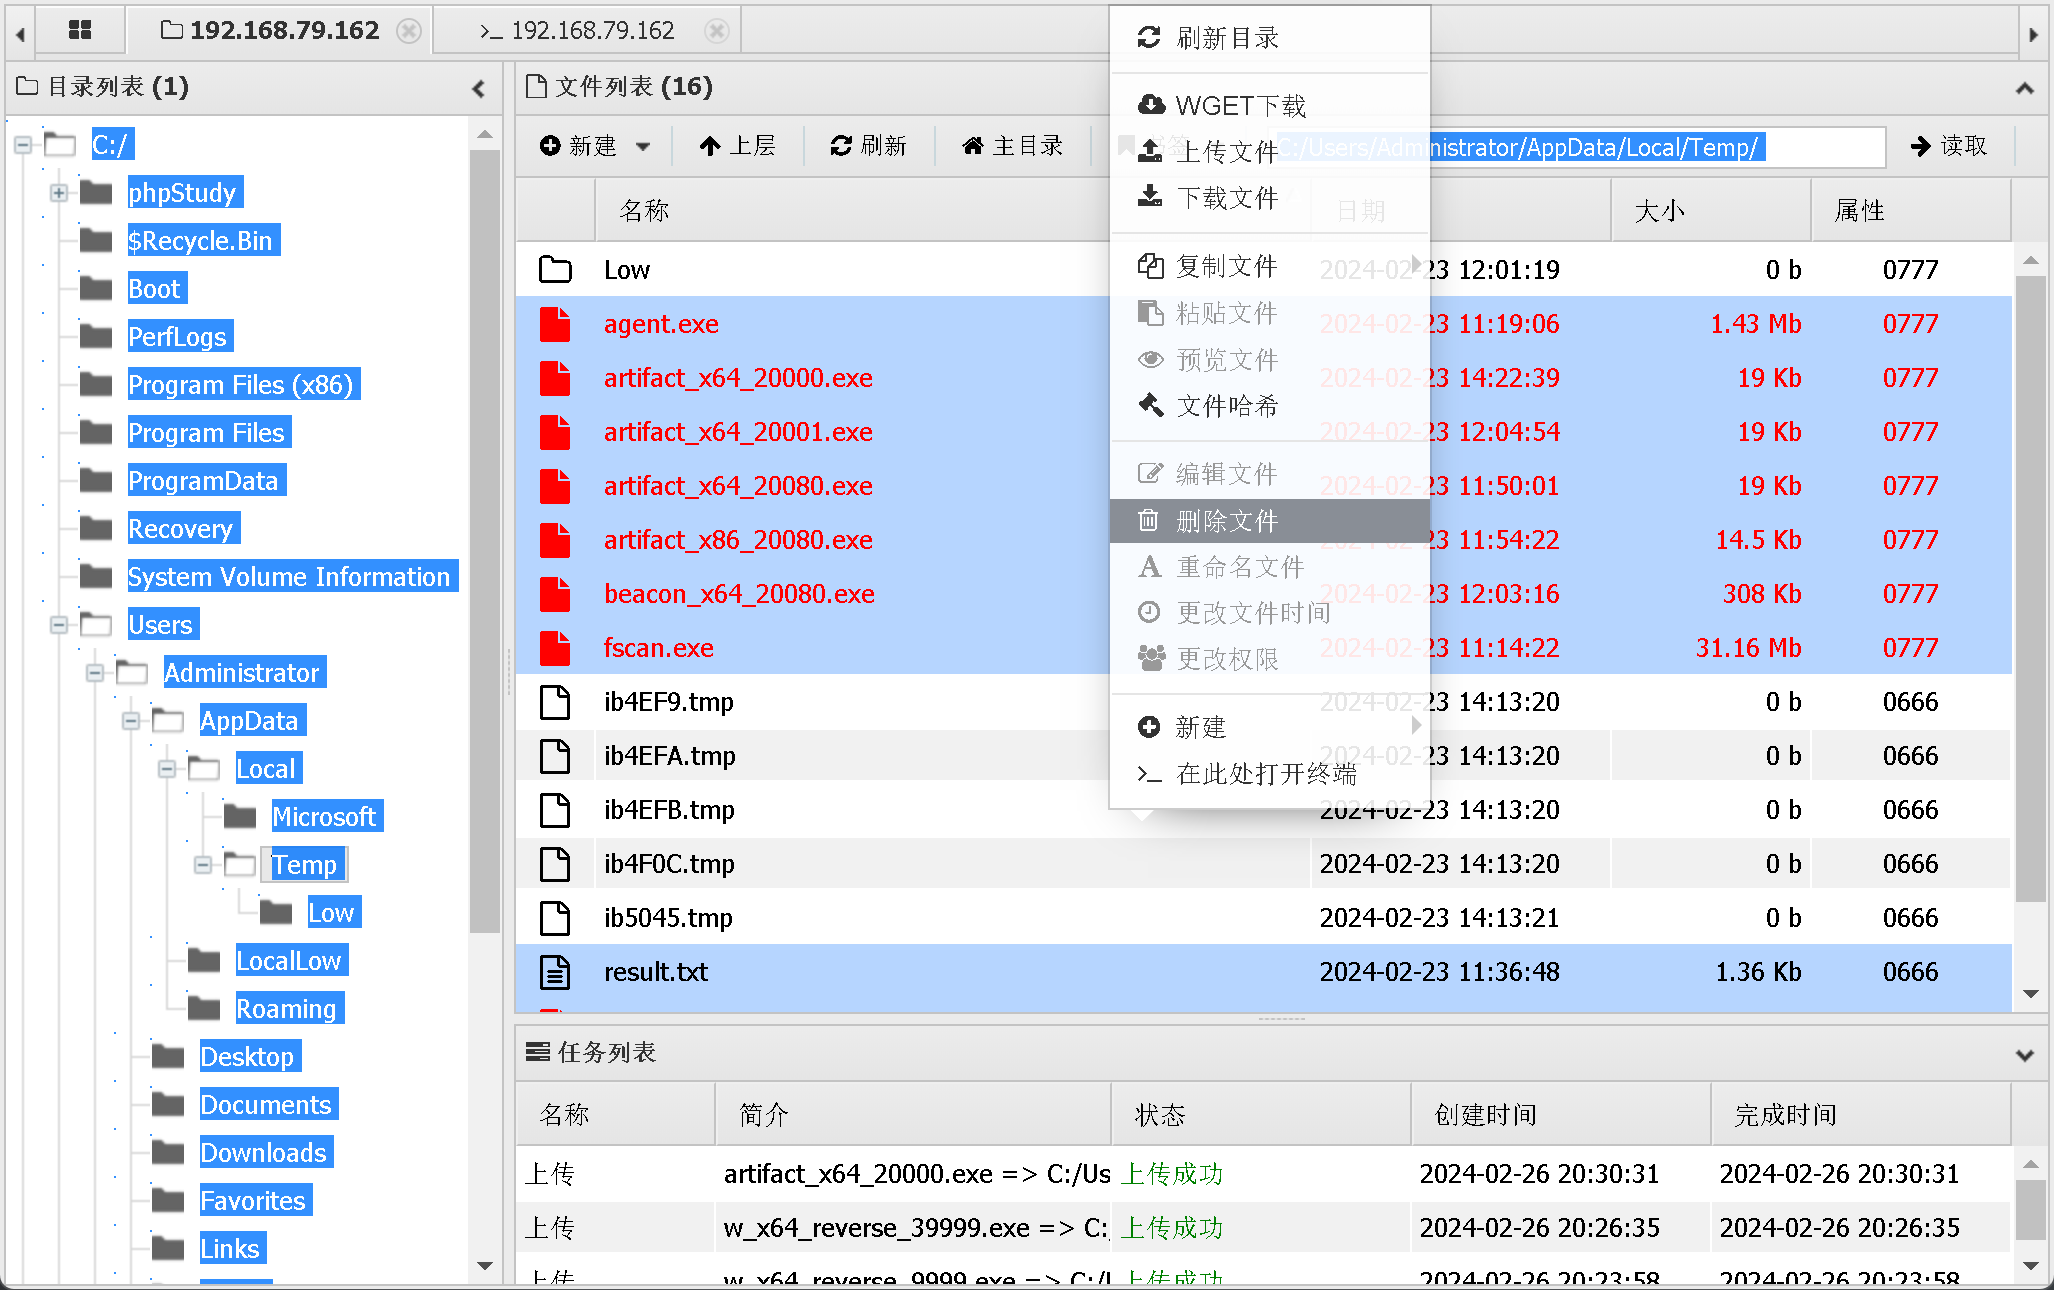 192.168.79.162
>_ 192.168.79.162
目录列表 (1)
C:/
phpStudy
$Recycle.Bin
Boot
PerfLogs
Program Files (x86)
Program Files
ProgramData
Recovery
System Volume Information
Users
Administrator
AppData
Local
Microsoft
Temp
Low
LocalLow
Roaming
Desktop
Documents
Downloads
Favorites
Links
文件列表 (16)
新建 上层 刷新 主目录 书签 C:/Users/Administrator/AppData/Local/Temp/ 读取
名称 日期 大小 属性
Low 2024-02-23 12:01:19 0 b 0777
agent.exe 2024-02-23 11:19:06 1.43 Mb 0777
artifact_x64_20000.exe 2024-02-23 14:22:39 19 Kb 0777
artifact_x64_20001.exe 2024-02-23 12:04:54 19 Kb 0777
artifact_x64_20080.exe 2024-02-23 11:50:01 19 Kb 0777
artifact_x86_20080.exe 23 11:54:22 14.5 Kb 0777
beacon_x64_20080.exe 2024-02-23 12:03:16 308 Kb 0777
fscan.exe 2024-02-23 11:14:22 31.16 Mb 0777
ib4EF9.tmp 2024-02-23 14:13:20 0 b 0666
ib4EFA.tmp 2024-02-23 14:13:20 0 b 0666
ib4EFB.tmp 2024-02-23 14:13:20 0 b 0666
ib4F0C.tmp 2024-02-23 14:13:20 0 b 0666
ib5045.tmp 2024-02-23 14:13:21 0 b 0666
result.txt 2024-02-23 11:36:48 1.36 Kb 0666
刷新目录
WGET下载
上传文件
下载文件
复制文件
粘贴文件
预览文件
文件哈希
编辑文件
删除文件
重命名文件
更改文件时间
更改权限
新建
>_ 在此处打开终端
任务列表
名称 简介 状态 创建时间 完成时间
上传 artifact_x64_20000.exe => C:/Us 上传成功 2024-02-26 20:30:31 2024-02-26 20:30:31
上传 w_x64_reverse_39999.exe => C: 上传成功 2024-02-26 20:26:35 2024-02-26 20:26:35
上传 w_x64_reverse_9999.exe => C:/ 上传成功 2024-02-26 20:23:58 2024-02-26 20:23:58